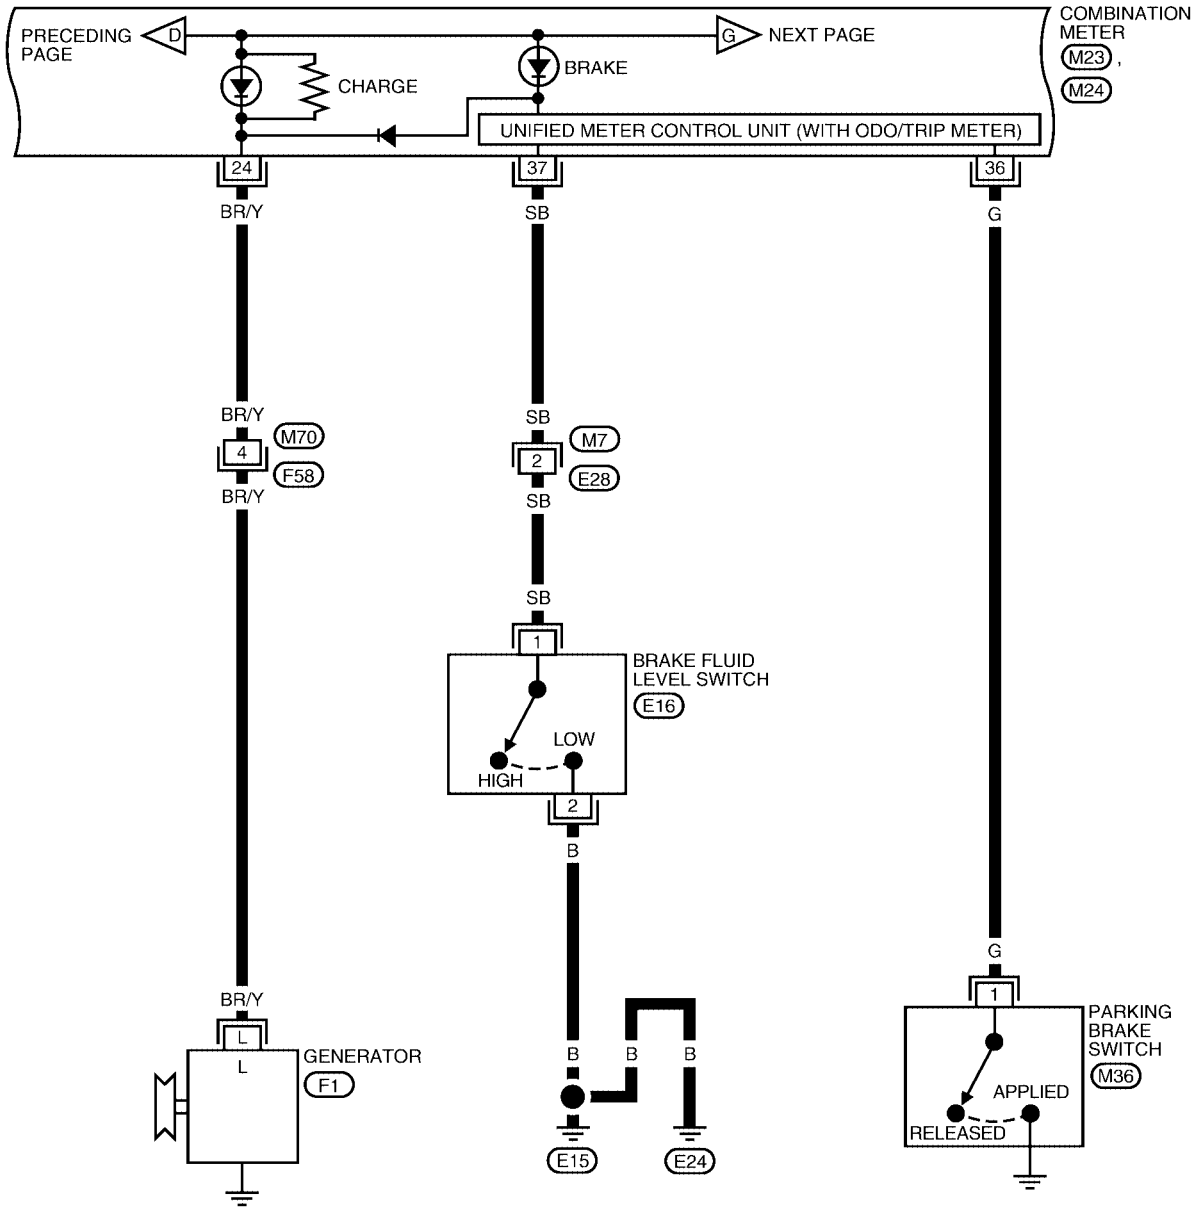 COMBINATION
METER
M23 ,
M24
PRECEDING
PAGE
D
G
NEXT PAGE
CHARGE
BRAKE
UNIFIED METER CONTROL UNIT (WITH ODO/TRIP METER)
24
37
36
BR/Y
SB
G
BR/Y
SB
M70
M7
4
2
F58
E28
BR/Y
SB
SB
1
BRAKE FLUID
LEVEL SWITCH
E16
LOW
HIGH
2
B
G
BR/Y
1
PARKING
BRAKE
SWITCH
M36
L
L
GENERATOR
F1
B
B
B
APPLIED
RELEASED
E15
E24